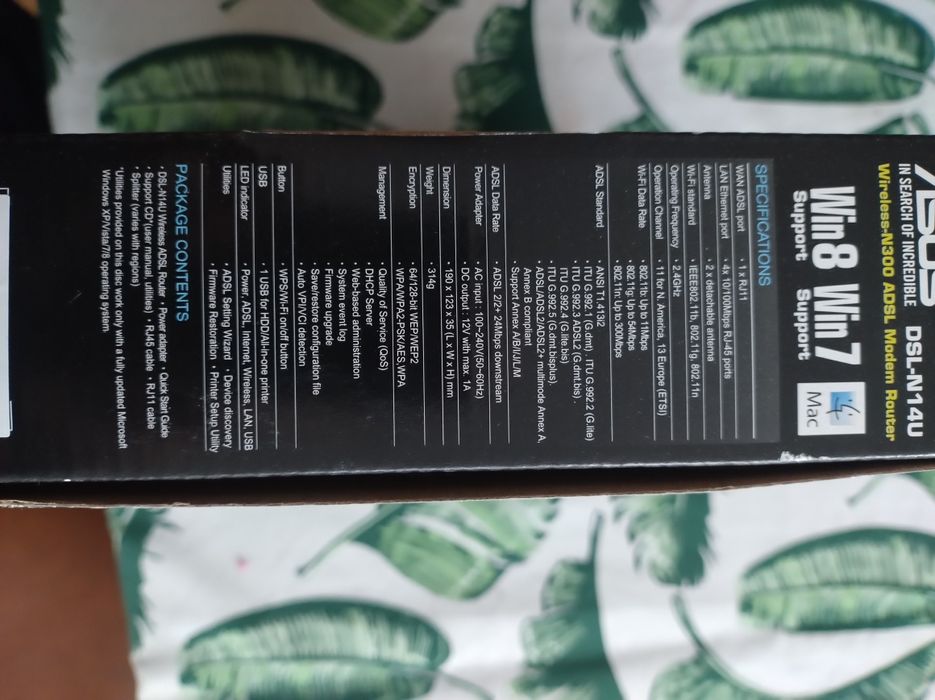 ASUS
IN SEARCH OF INCREDIBLE DSL-N14U
Wireless-N300 ADSL Modem Router
Win8 Win7
Support Support
Mac
SPECIFICATIONS
WAN ADSL port • 1 x RJ11
LAN Ethernet port • 4x 10/100Mbps RJ-45 ports
Antenna • 2 x detachable antenna
Wi-Fi standard • IEEE802.11b, 802.11g, 802.11n
Operating Frequency • 2.4GHz
Operation Channel • 11 for N. America, 13 Europe (ETSI)
Wi-Fi Data Rate • 802.11b Up to 11Mbps
• 802.11g: Up to 54Mbps
• 802.11n: Up to 300Mbps
ADSL Standard • ANSI T1.413i2
• ITU G.992.1 (G.dmt) , ITU G.992.2 (G.lite)
• ITU G.992.3 ADSL2 (G.dmt.bis) ,
ITU G.992.4 (G.lite.bis)
• ITU G.992.5 (G.dmt.bisplus),
• ADSL/ADSL2/ADSL2+ multimode Annex A,
Annex B compliant
• Support Annex A/B/I/J/L/M
ADSL Data Rate • ADSL 2/2+ 24Mbps downstream
Power Adapter • AC input : 100~240V(50~60Hz)
• DC output : 12V with max. 1A
Dimension • 190 x 123 x 35 (L x W x H) mm
Weight • 314g
Encryption • 64/128-bit WEP/WEP2
• WPA/WPA2-PSK/AES,WPA
Management • Quality of Service (QoS)
DHCP Server
Web-based administration
System event log
Firmware upgrade
Save/restore configuration file
• Auto VPI/VCI detection
Button • WPS/Wi-Fi on/off button
USB • 1 USB for HDD/All-in-one printer
LED indicator • Power, ADSL, Internet, Wireless, LAN, USB
Utilities • ADSL Setting Wizard • Device discovery
• Firmware Restoration • Printer Setup Utility
PACKAGE CONTENTS
• DSL-N14U Wireless ADSL Router • Power adapter • Quick Start Guide
• Support CD*(user manual, utilities) • RJ45 cable • RJ11 cable
• Splitter (varies with regions)
*Utilities provided on this disc work only with a fully updated Microsoft
Windows XP/Vista/7/8 operating system.